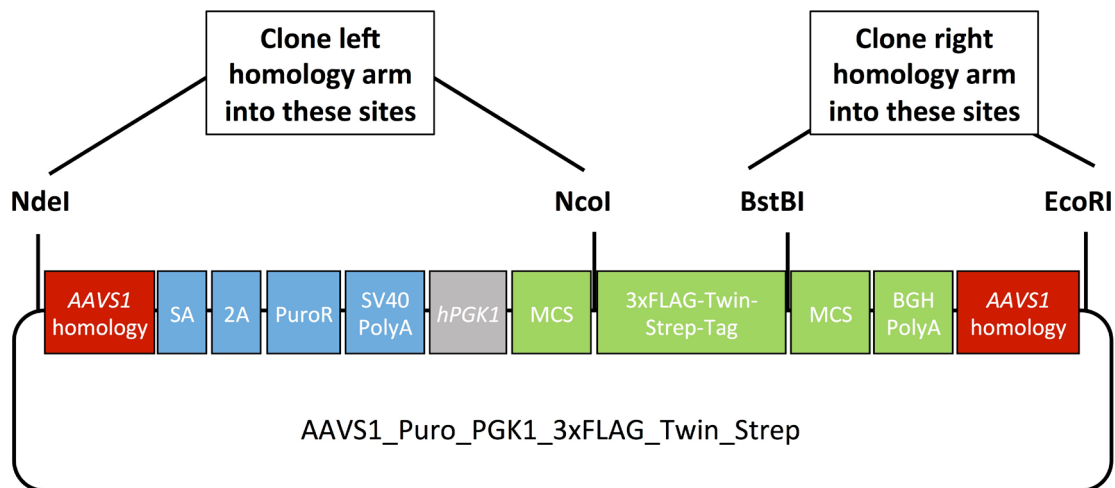 Clone left
homology arm
into these sites
Clone right
homology arm
into these sites
NdeI
NcoI
BstBI
EcoRI
AAVS1
homology
SA
2A
PuroR
SV40
PolyA
hPGK1
MCS
3xFLAG-Twin-
Strep-Tag
MCS
BGH
PolyA
AAVS1
homology
AAVS1_Puro_PGK1_3xFLAG_Twin_Strep